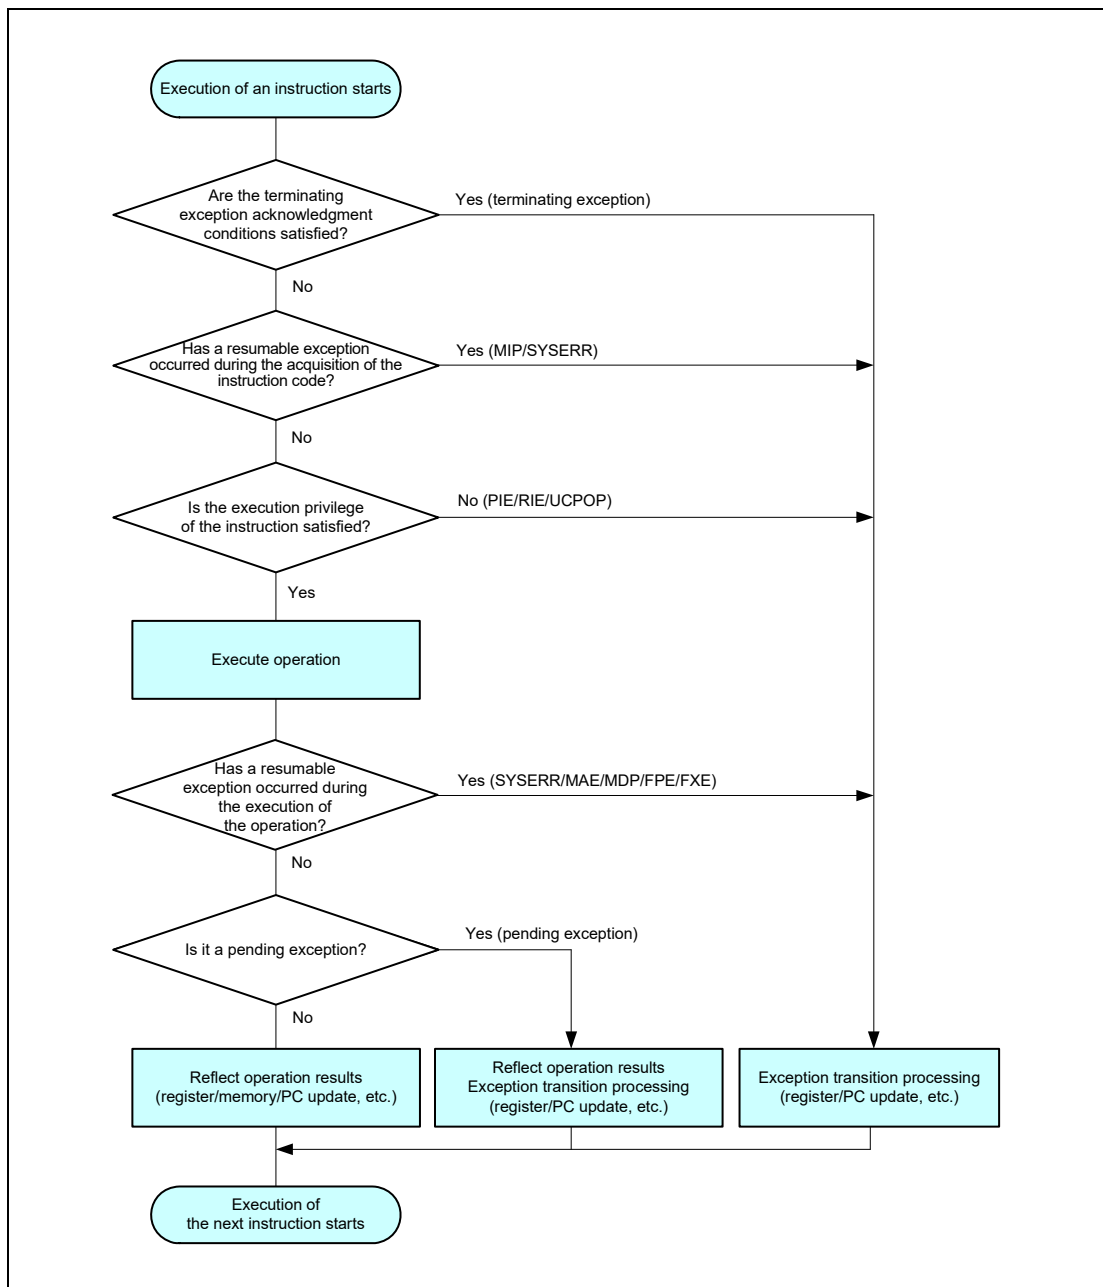 Execution of an instruction starts
Are the terminating
exception acknowledgment
conditions satisfied?
Yes (terminating exception)
No
Has a resumable exception
occurred during the acquisition of the
instruction code?
Yes (MIP/SYSERR)
No
Is the execution privilege
of the instruction satisfied?
No (PIE/RIE/UCPOP)
Yes
Execute operation
Has a resumable
exception occurred during
the execution of
the operation?
Yes (SYSERR/MAE/MDP/FPE/FXE)
No
Is it a pending exception?
Yes (pending exception)
No
Reflect operation results
(register/memory/PC update, etc.)
Reflect operation results
Exception transition processing
(register/PC update, etc.)
Exception transition processing
(register/PC update, etc.)
Execution of
the next instruction starts